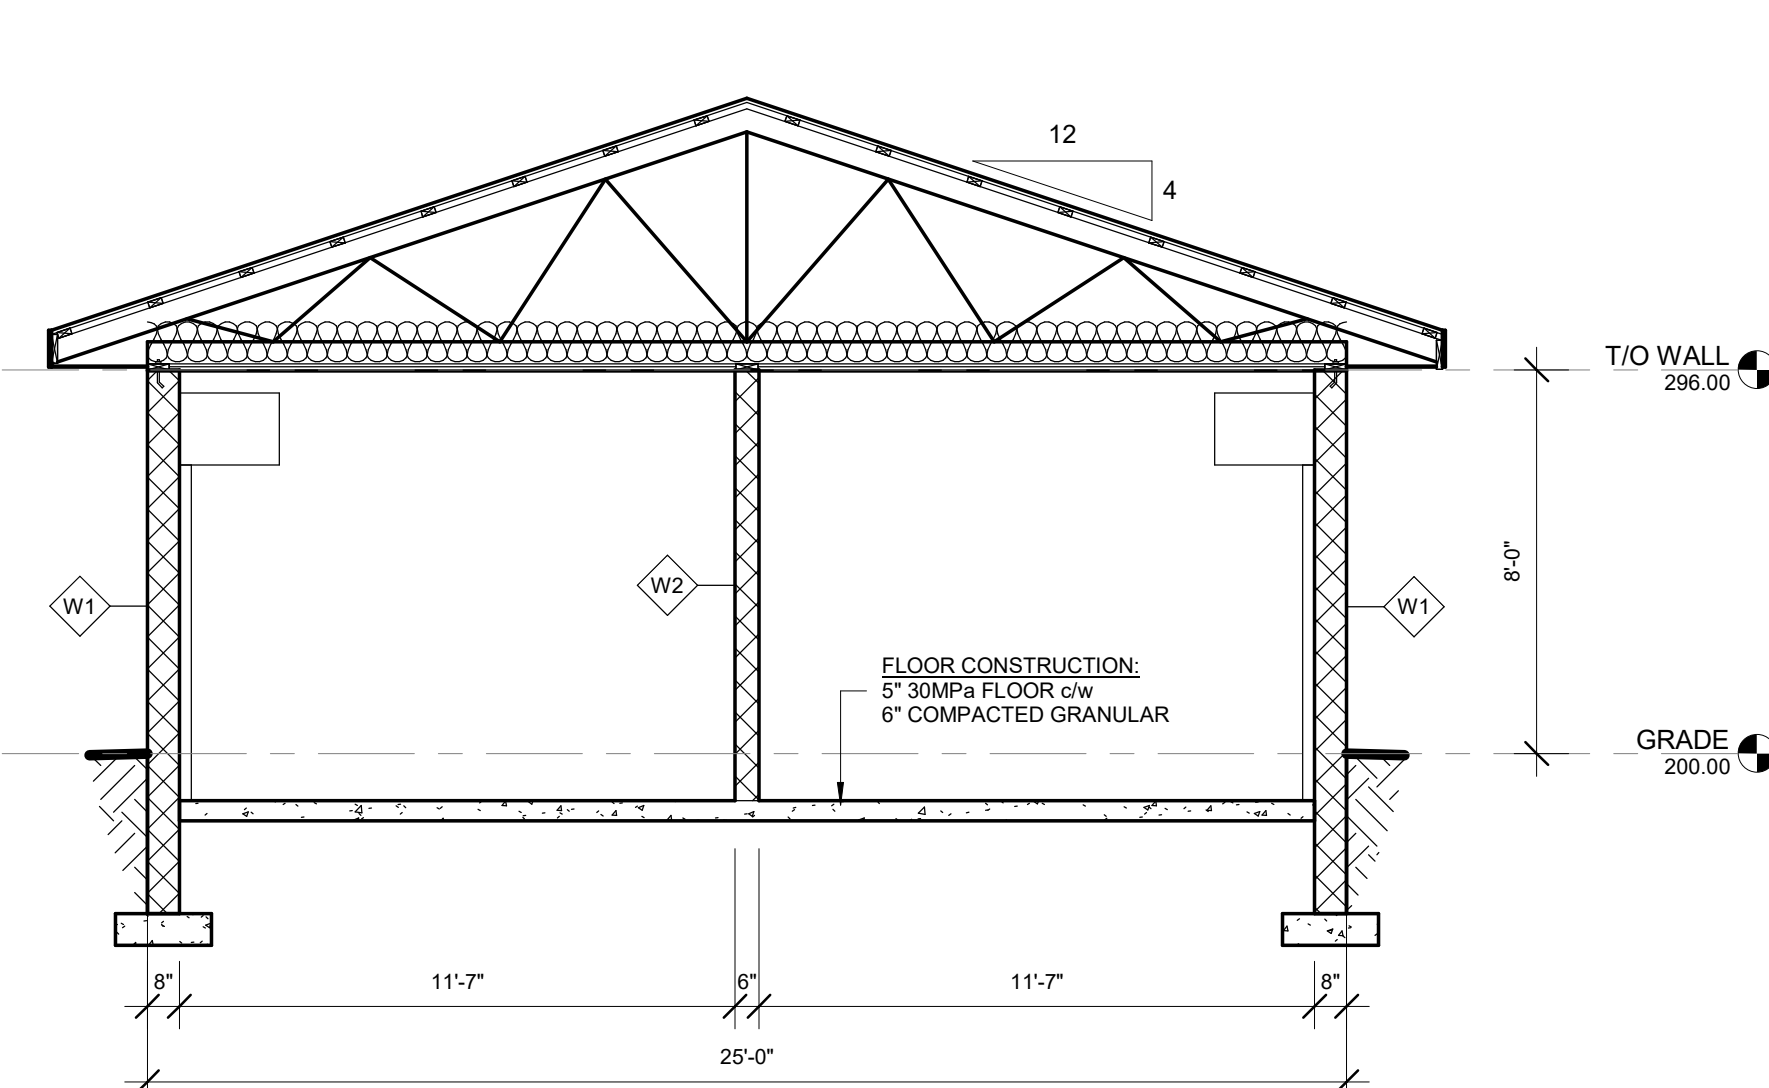 12
4
T/O WALL
296.00
8'-0"
W1
W2
W1
FLOOR CONSTRUCTION:
5" 30MPa FLOOR c/w
6" COMPACTED GRANULAR
GRADE
200.00
8"
11'-7"
6"
11'-7"
8"
25'-0"